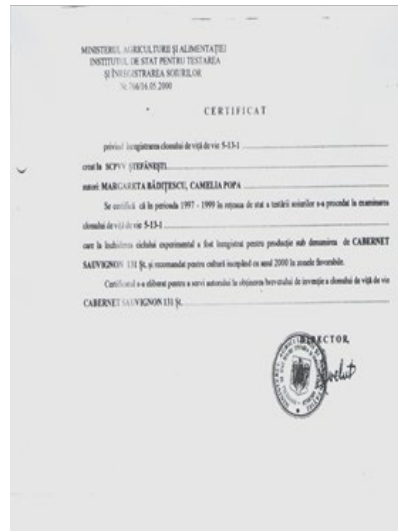 MINISTERUL AGRICULTURII ŞI ALIMENTAŢIEI
INSTITUTUL DE STAT PENTRU TESTAREA
ŞI ÎNREGISTRAREA SOIURILOR
Nr. 766/16.05.2000
CERTIFICAT
privind înregistrarea clonului de viţă de vie 5-13-1
creat la SCPVV ŞTEFĂNEŞTI
autori MARGARETA BĂDIŢESCU, CAMELIA POPA
Se certifică că în perioada 1997 - 1999 în reţeaua de stat a testării soiurilor s-a procedat la examinarea
clonului de viţă de vie 5-13-1
care la încheierea ciclului experimental a fost înregistrat pentru producţie sub denumirea de CABERNET
SAUVIGNON 131 Şt. şi recomandat pentru cultură începând cu anul 2000 în zonele favorabile.
Certificatul s-a eliberat pentru a servi autorului la obţinerea brevetului de invenţie a clonului de viţă de vie
CABERNET SAUVIGNON 131 Şt.
DIRECTOR,